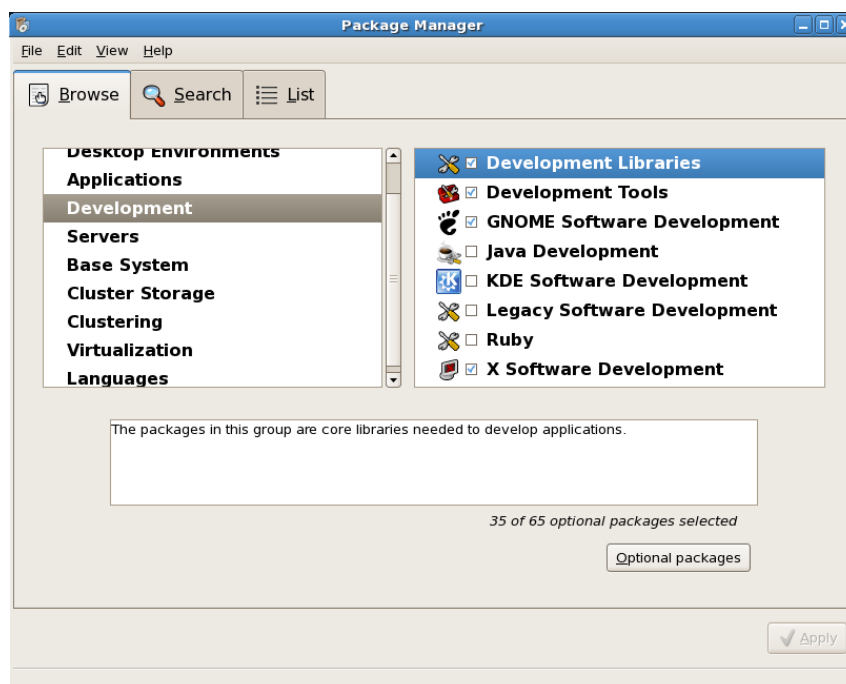 Package Manager
File Edit View Help
Browse Search List
Desktop Environments
Applications
Development
Servers
Base System
Cluster Storage
Clustering
Virtualization
Languages
Development Libraries
Development Tools
GNOME Software Development
Java Development
KDE Software Development
Legacy Software Development
Ruby
X Software Development
The packages in this group are core libraries needed to develop applications.
35 of 65 optional packages selected
Optional packages
Apply